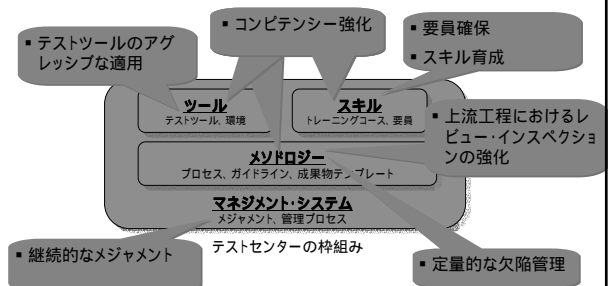 ▪ コンピテンシー強化
▪ 要員確保
▪ スキル育成
▪ テストツールのアグ
レッシブな適用
ツール
テストツール、環境
スキル
トレーニングコース、要員
▪ 上流工程におけるレ
ビュー・インスペクショ
ンの強化
メソドロジー
プロセス、ガイドライン、成果物テンプレート
マネジメント・システム
メジャメント、管理プロセス
テストセンターの枠組み
▪ 継続的なメジャメント
▪ 定量的な欠陥管理